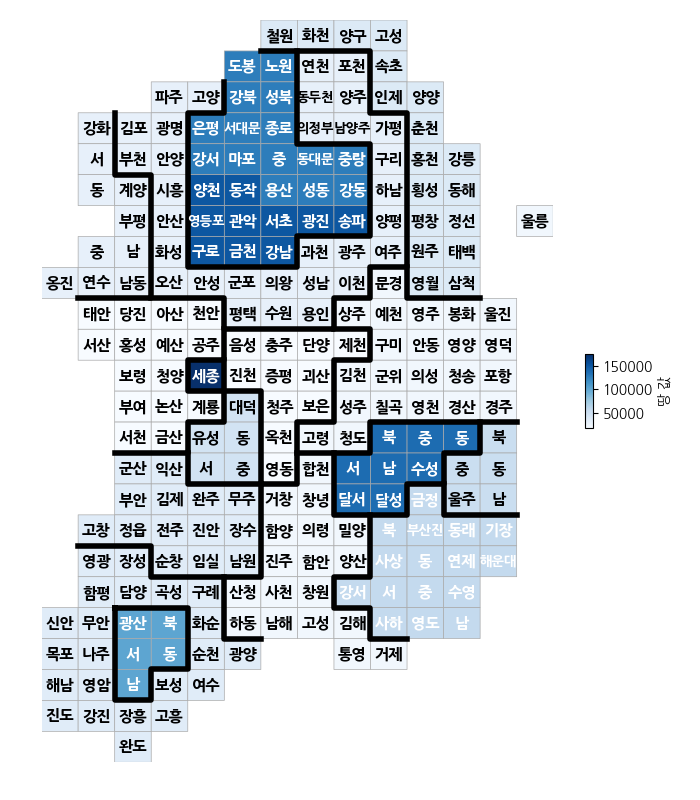 철원 화천 양구 고성
도봉 노원 연천 포천 속초
파주 고양 강북 성북 동두천 양주 인제 양양
강화 김포 광명 은평 서대문 종로 의정부 남양주 가평 춘천
서 부천 안양 강서 마포 중 동대문 중랑 구리 홍천 강릉
동 계양 시흥 양천 동작 용산 성동 강동 하남 횡성 동해
부평 안산 영등포 관악 서초 광진 송파 양평 평창 정선 울릉
중 남 화성 구로 금천 강남 과천 광주 여주 원주 태백
옹진 연수 남동 오산 안성 군포 의왕 성남 이천 문경 영월 삼척
태안 당진 아산 천안 평택 수원 용인 상주 예천 영주 봉화 울진
서산 홍성 예산 공주 음성 충주 단양 제천 구미 안동 영양 영덕
보령 청양 세종 진천 증평 괴산 김천 군위 의성 청송 포항
부여 논산 계룡 대덕 청주 보은 성주 칠곡 영천 경산 경주
서천 금산 유성 동 옥천 고령 청도 북 중 동 북
군산 익산 서 중 영동 합천 서 남 수성 중 동
부안 김제 완주 무주 거창 창녕 달서 달성 금정 울주 남
고창 정읍 전주 진안 장수 함양 의령 밀양 북 부산진 동래 기장
영광 장성 순창 임실 남원 진주 함안 양산 사상 동 연제 해운대
함평 담양 곡성 구례 산청 사천 창원 강서 서 중 수영
신안 무안 광산 북 화순 하동 남해 고성 김해 사하 영도 남
목포 나주 서 동 순천 광양 통영 거제
해남 영암 남 보성 여수
진도 강진 장흥 고흥
완도
150000
100000
50000
땅값